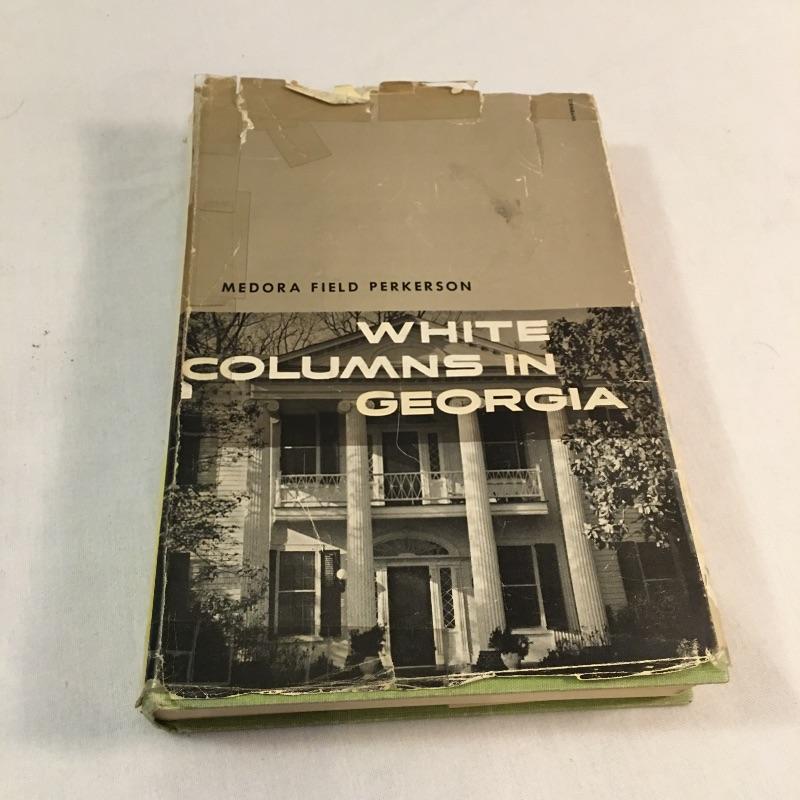 MEDORA FIELD PERKERSON
WHITE
COLUMNS IN
GEORGIA